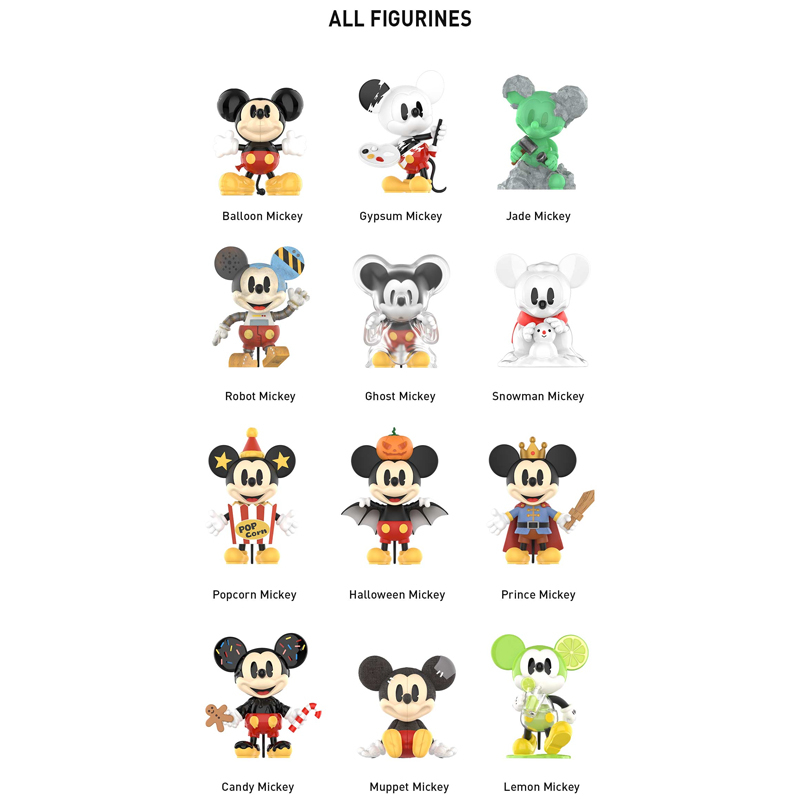 ALL FIGURINES
Balloon Mickey
Gypsum Mickey
Jade Mickey
Robot Mickey
Ghost Mickey
Snowman Mickey
POP
Corn
Popcorn Mickey
Halloween Mickey
Prince Mickey
Candy Mickey
Muppet Mickey
Lemon Mickey